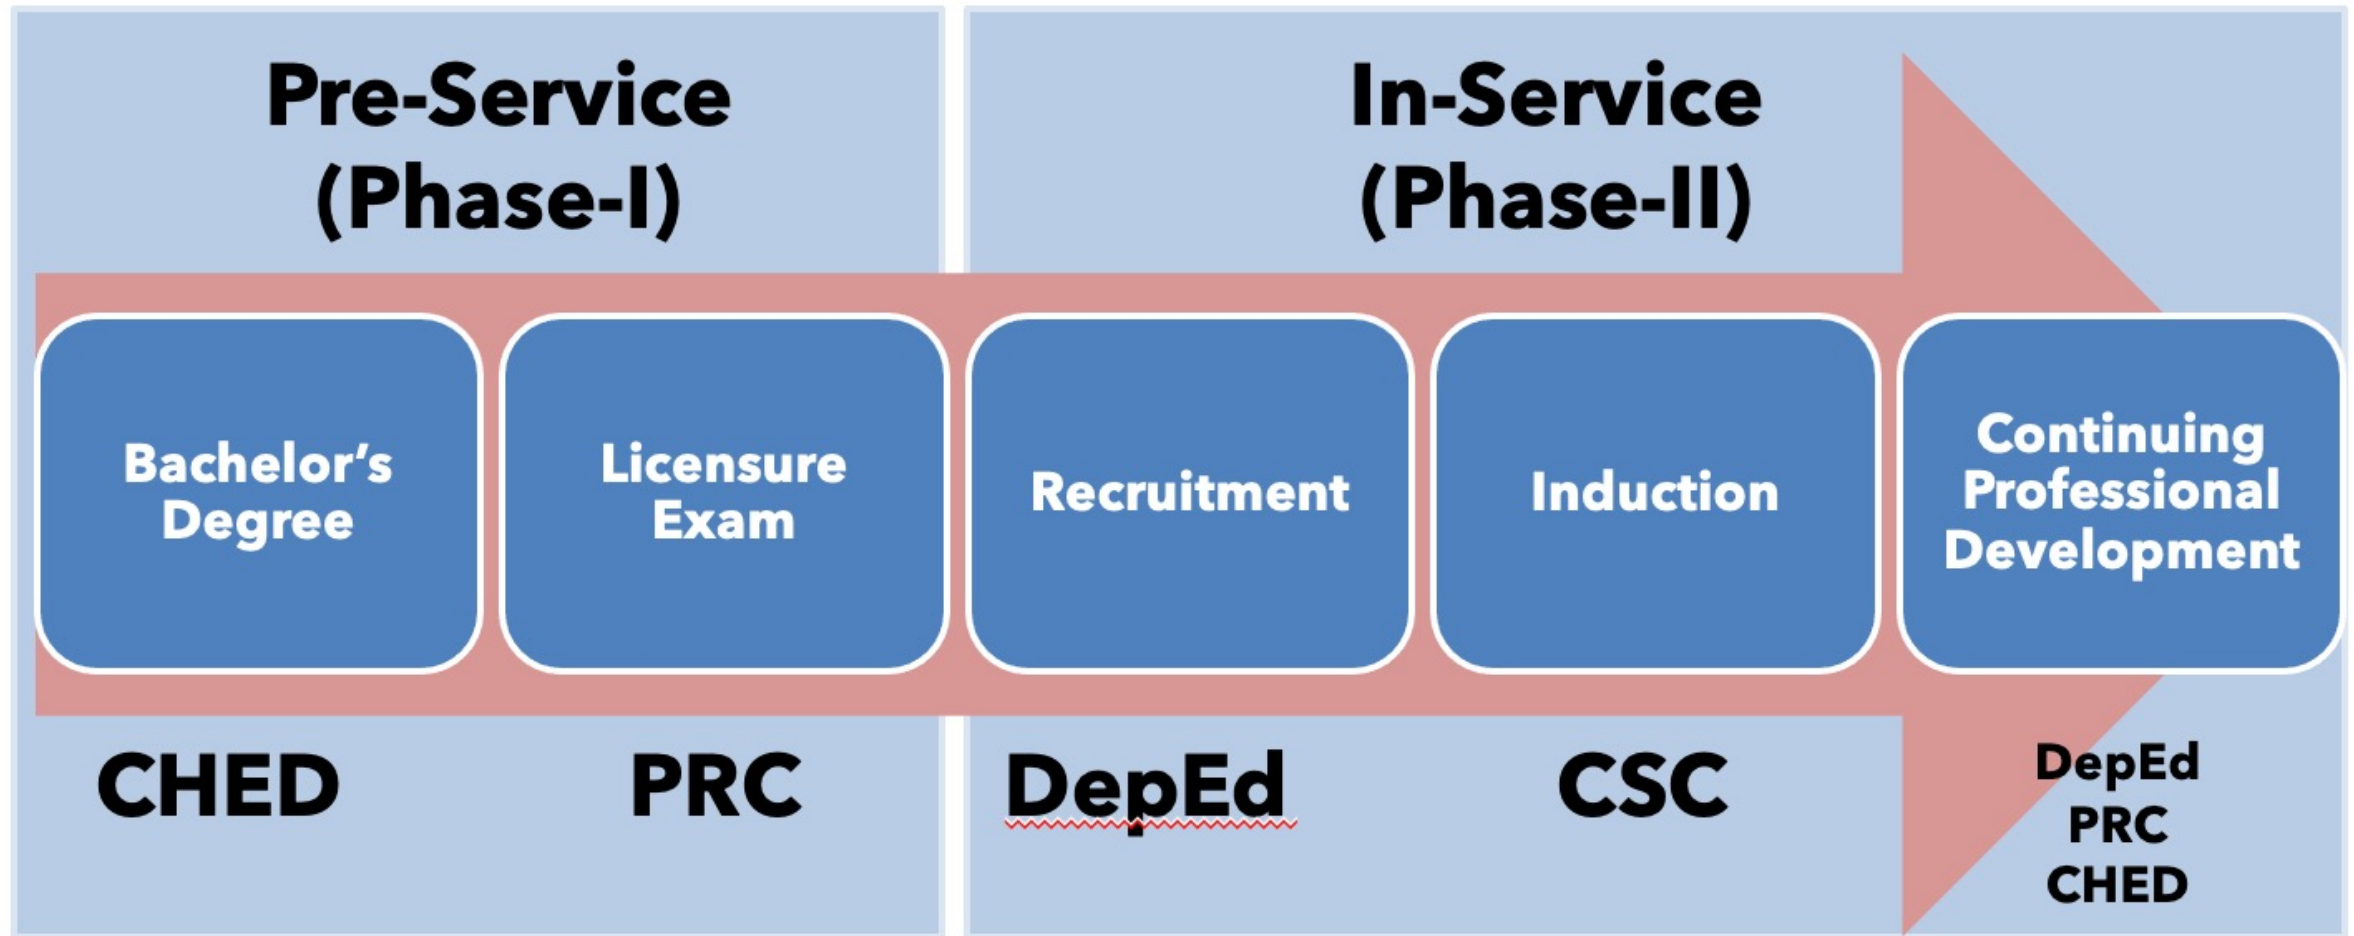 Pre-Service
(Phase-I)
In-Service
(Phase-II)
Bachelor’s
Degree
Licensure
Exam
Recruitment
Induction
Continuing
Professional
Development
CHED
PRC
DepEd
CSC
DepEd
PRC
CHED